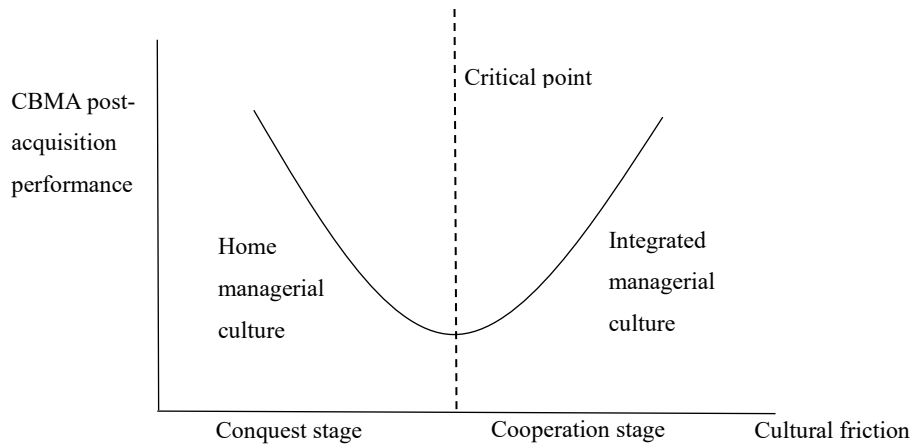 Critical point
CBMA post-
acquisition
performance
Home
managerial
culture
Integrated
managerial
culture
Conquest stage
Cooperation stage
Cultural friction